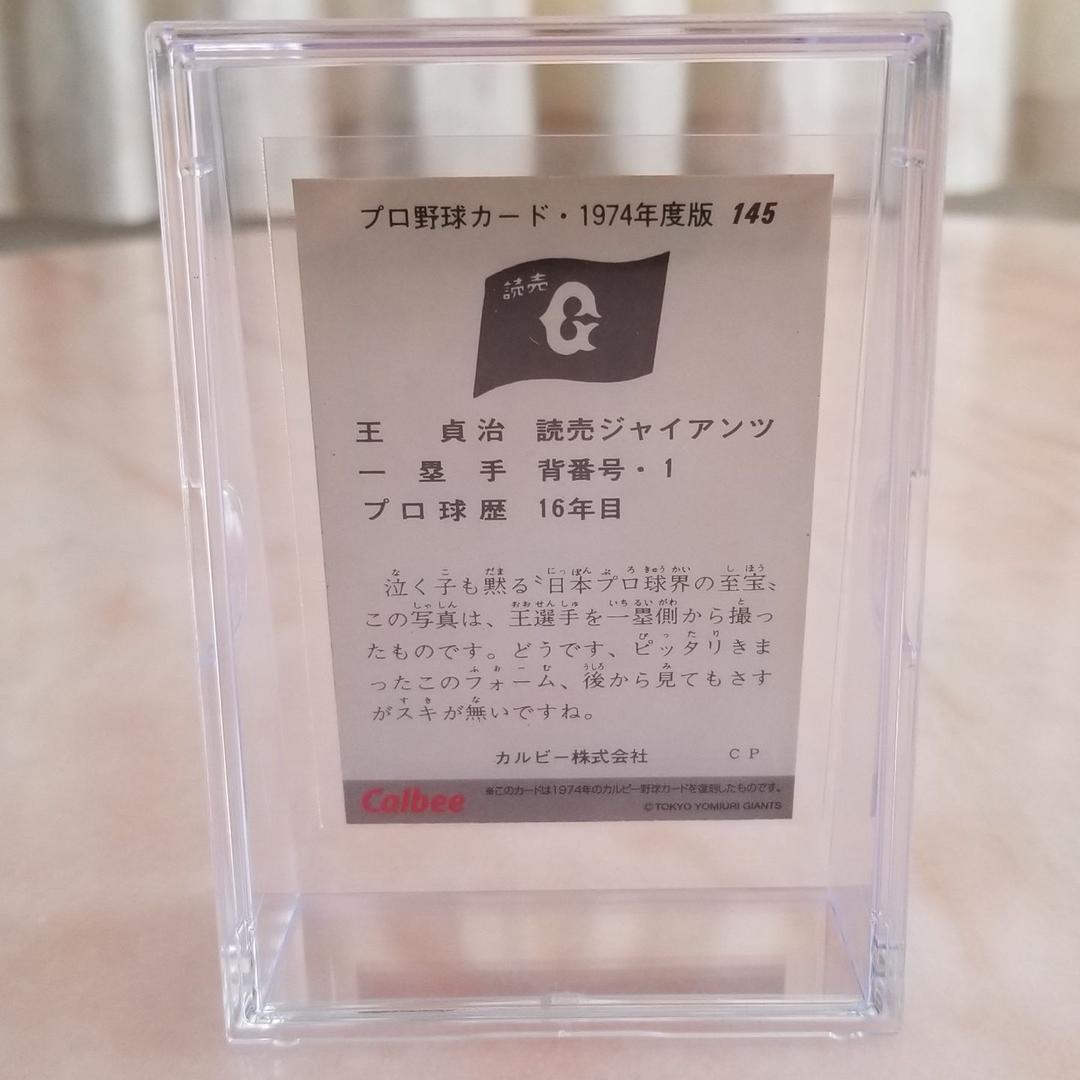 プロ野球カード・1974年度版 145
読売
G
王 貞治 読売ジャイアンツ
一塁手 背番号・1
プロ球歴 16年目
泣く子も黙る〝日本プロ球界の至宝〟
この写真は、王選手を一塁側から撮っ
たものです。どうです、ピッタリきま
ったこのフォーム、後から見てもさす
がスキが無いですね。
カルビー株式会社 CP
Calbee ※このカードは1974年のカルビー野球カードを復刻したものです。
©TOKYO YOMIURI GIANTS